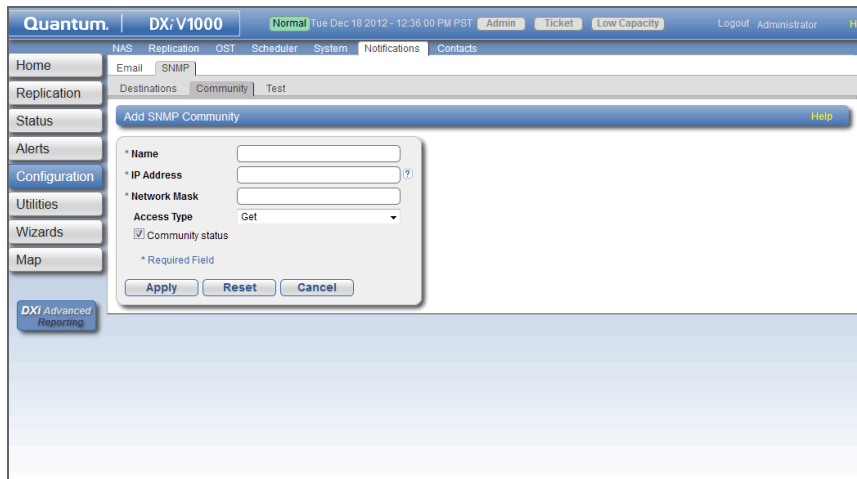 Quantum. DXi V1000 Normal Tue Dec 18 2012 - 12:36:00 PM PST Admin Ticket Low Capacity Logout Administrator
NAS Replication OST Scheduler System Notifications Contacts
Home
Email SNMP
Replication
Destinations Community Test
Status
Add SNMP Community Help
Alerts
* Name
Configuration
* IP Address ?
Utilities
* Network Mask
Wizards
Access Type Get
Community status
Map
* Required Field
Apply Reset Cancel
DXi Advanced
Reporting